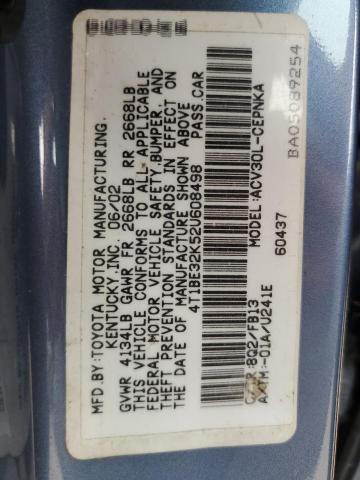 MFD.BY:TOYOTA MOTOR MANUFACTURING.
KENTUCKY,INC. 06/02
GVWR 4134LB GAWR FR 2668LB RR 2668LB
THIS VEHICLE CONFORMS TO ALL APPLICABLE
FEDERAL MOTOR VEHICLE SAFETY,BUMPER, AND
THEFT PREVENTION STANDARDS IN EFFECT ON
THE DATE OF MANUFACTURE SHOWN ABOVE
4T1BE32K52U608498 PASS.CAR
MODEL:ACV30L-CEPNKA
60437
C/TR:8Q2/FB13
A/TM:-01A/U241E
BA05089254